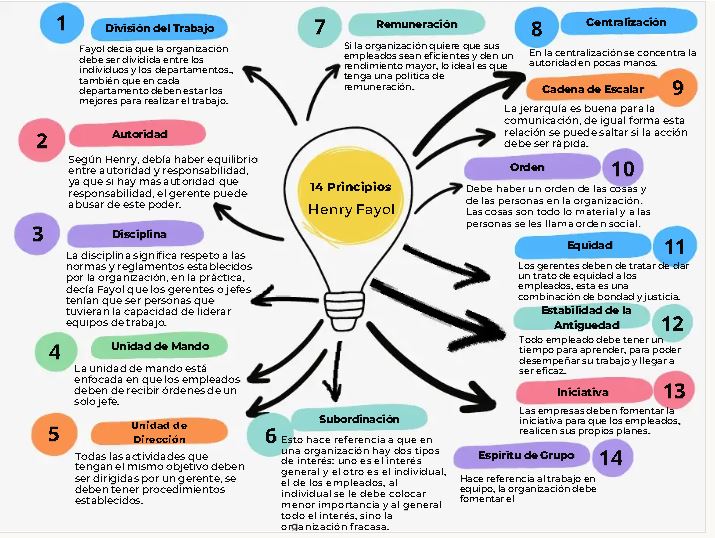 14 Principios
Henry Fayol
1
División del Trabajo
Fayol decía que la organización
debe ser dividida entre los
individuos y los departamentos.,
también que en cada
departamento deben estar los
mejores para realizar el trabajo.
2
Autoridad
Según Henry, debía haber equilibrio
entre autoridad y responsabilidad,
ya que si hay mas autoridad que
responsabilidad, el gerente puede
abusar de este poder.
3
Disciplina
La disciplina significa respeto a las
normas y reglamentos establecidos
por la organización, en la pràctica,
decía Fayol que los gerentes o jefes
tenían que ser personas que
tuvieran la capacidad de liderar
equipos de trabajo.
4
Unidad de Mando
La unidad de mando está
enfocada en que los empleados
deben de recibir órdenes de un
solo jefe.
5
Unidad de
Dirección
Todas las actividades que
tengan el mismo objetivo deben
ser dirigidas por un gerente, se
deben tener procedimientos
establecidos.
6
Subordinación
Esto hace referencia a que en
una organización hay dos tipos
de interés: uno es el interés
general y el otro es el individual,
el de los empleados, al
individual se le debe colocar
menor importancia y al general
todo el interés, sino la
organización fracasa.
7
Remuneración
Si la organización quiere que sus
empleados sean eficientes y den un
rendimiento mayor, lo ideal es que
tenga una politica de
remuneración.
8
Centralización
En la centralización se concentra la
autoridad en pocas manos.
9
Cadena de Escalar
La jerarquía es buena para la
comunicación, de igual forma esta
relación se puede saltar si la acción
debe ser ràpida.
10
Orden
Debe haber un orden de las cosas y
de las personas en la organización.
Las cosas son todo lo material y a las
personas se les llama orden social.
11
Equidad
Los gerentes deben de tratar de dar
un trato de equidad a los
empleados, esta es una
combinación de bondad y justicia.
12
Estabilidad de la
Antiguedad
Todo empleado debe tener un
tiempo para aprender, para poder
desempeñar su trabajo y llegar a
ser eficaz.
13
Iniciativa
Las empresas deben fomentar la
iniciativa para que los empleados,
realicen sus propios planes.
14
Espiritu de Grupo
Hace referencia al trabajo en
equipo, la organización debe
fomentar el